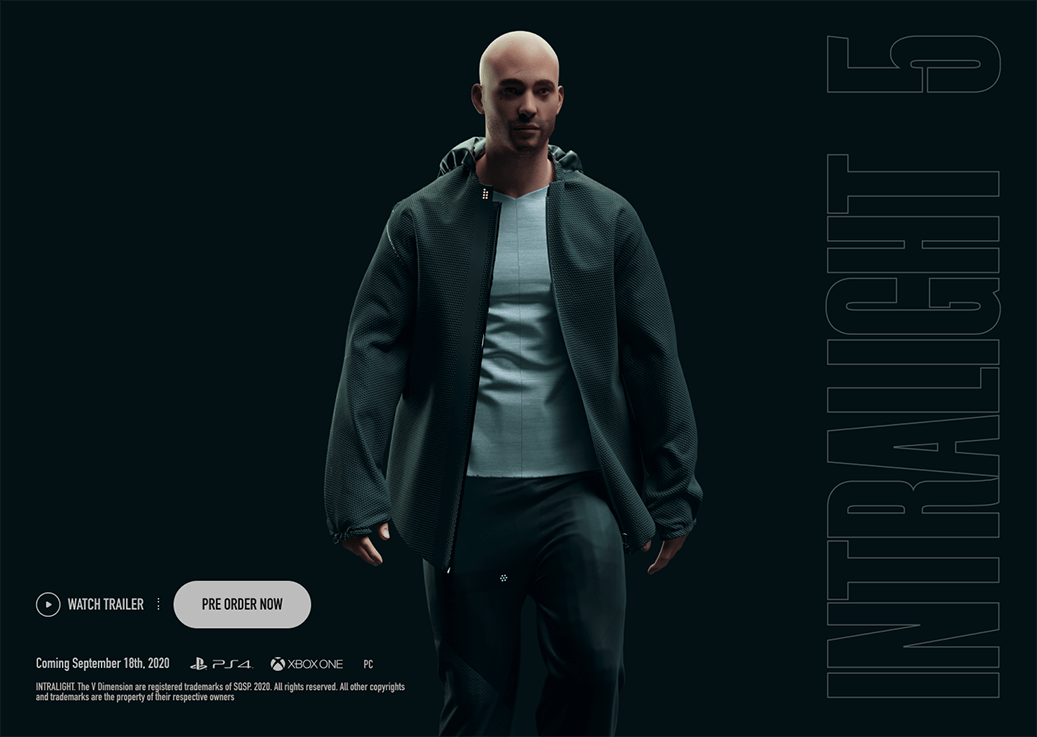 INTRALIGHT 5
WATCH TRAILER
PRE ORDER NOW
Coming September 18th, 2020 PS4 XBOX ONE PC
INTRALIGHT. The V Dimension are registered trademarks of SQSP. 2020. All rights reserved. All other copyrights
and trademarks are the property of their respective owners